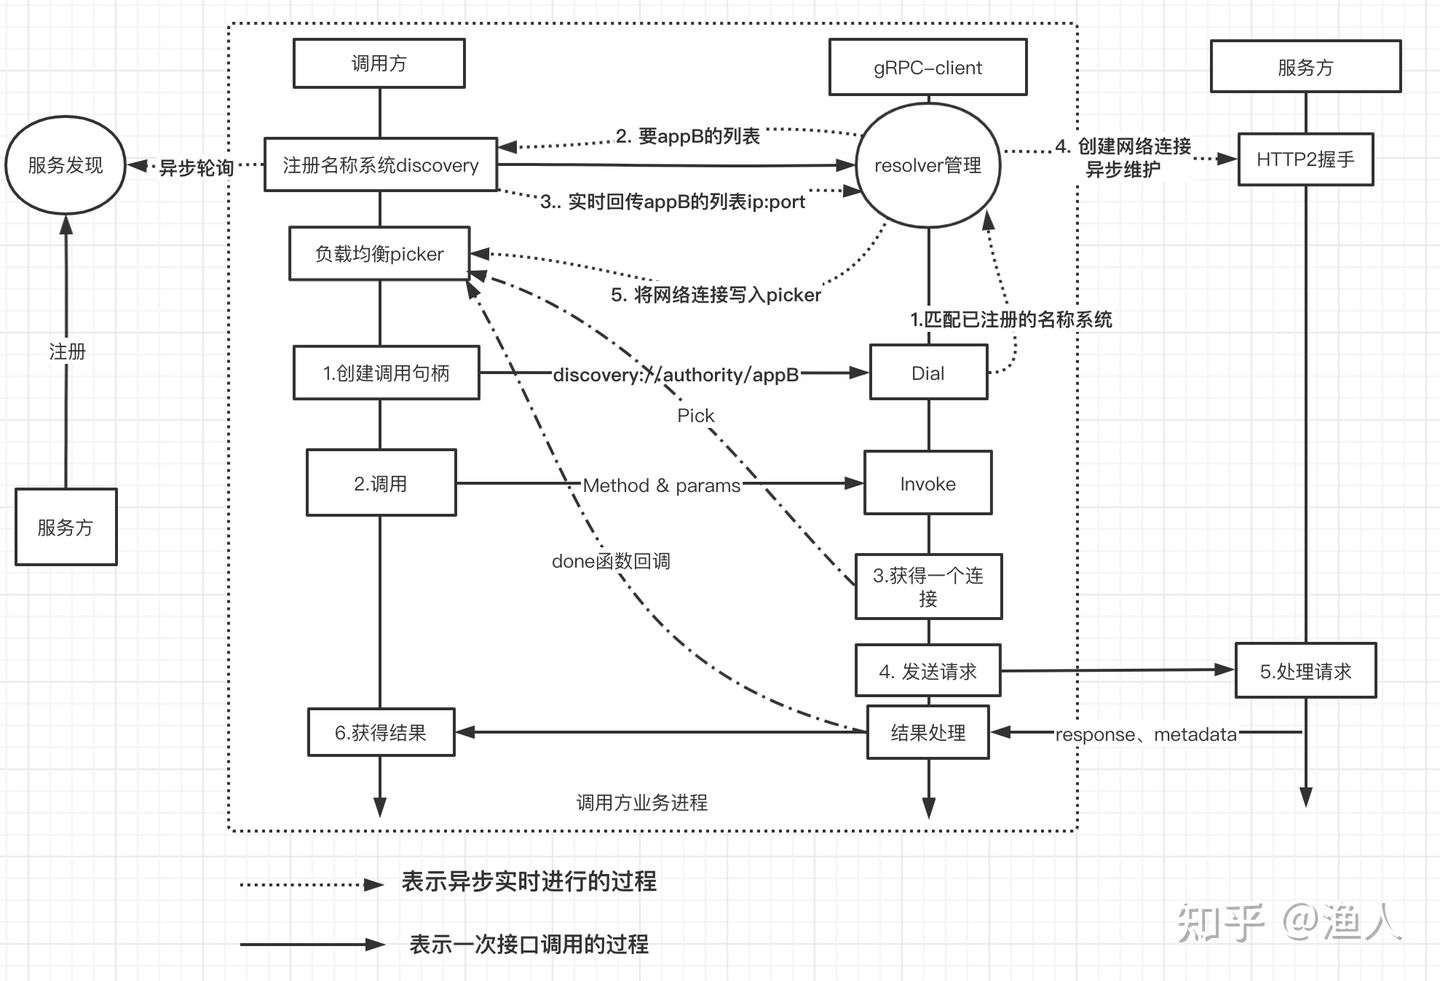 调用方
gRPC-client
服务方
服务发现
异步轮询
注册名称系统discovery
2. 要appB的列表
3.. 实时回传appB的列表ip:port
resolver管理
4. 创建网络连接
异步维护
HTTP2握手
负载均衡picker
5. 将网络连接写入picker
1.匹配已注册的名称系统
注册
1.创建调用句柄
discovery://authority/appB
Dial
Pick
2.调用
Method & params
Invoke
服务方
done函数回调
3.获得一个连
接
4. 发送请求
5.处理请求
6.获得结果
结果处理
response、metadata
调用方业务进程
表示异步实时进行的过程
表示一次接口调用的过程
知乎 @渔人